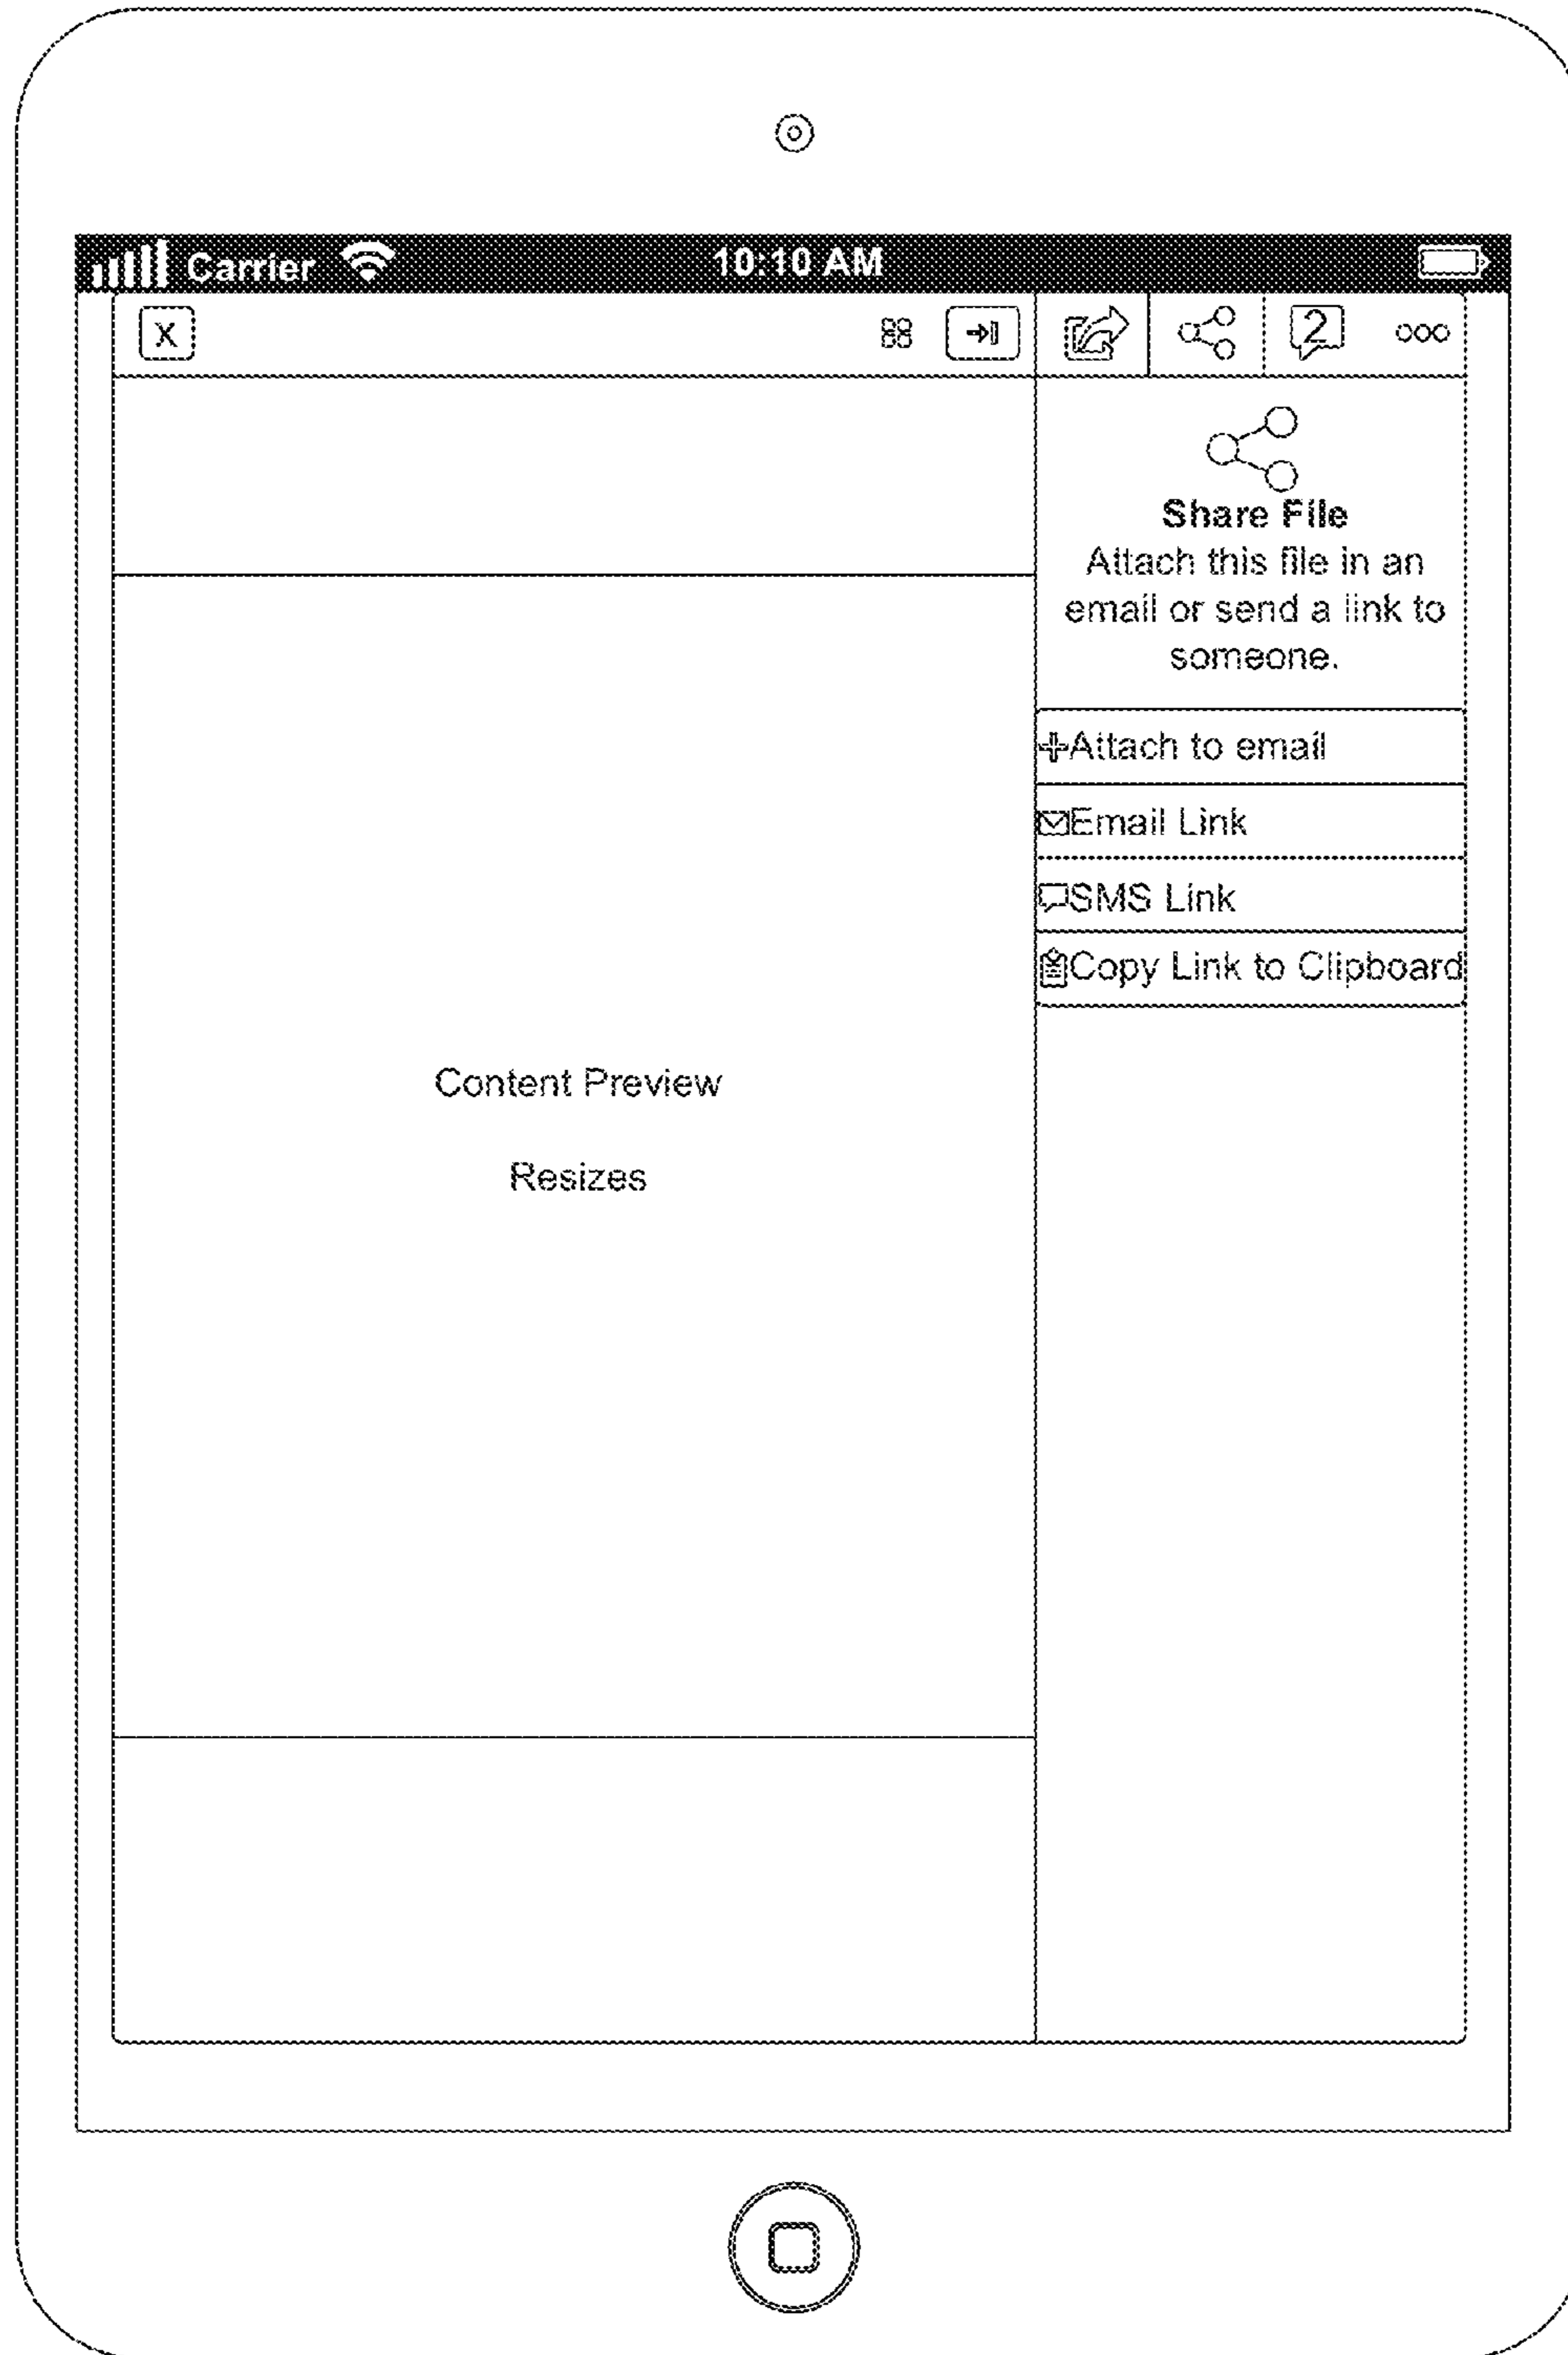 Carrier
10:10 AM
X
2
Share File
Attach this file in an
email or send a link to
someone.
Attach to email
Email Link
SMS Link
Copy Link to Clipboard
Content Preview
Resizes